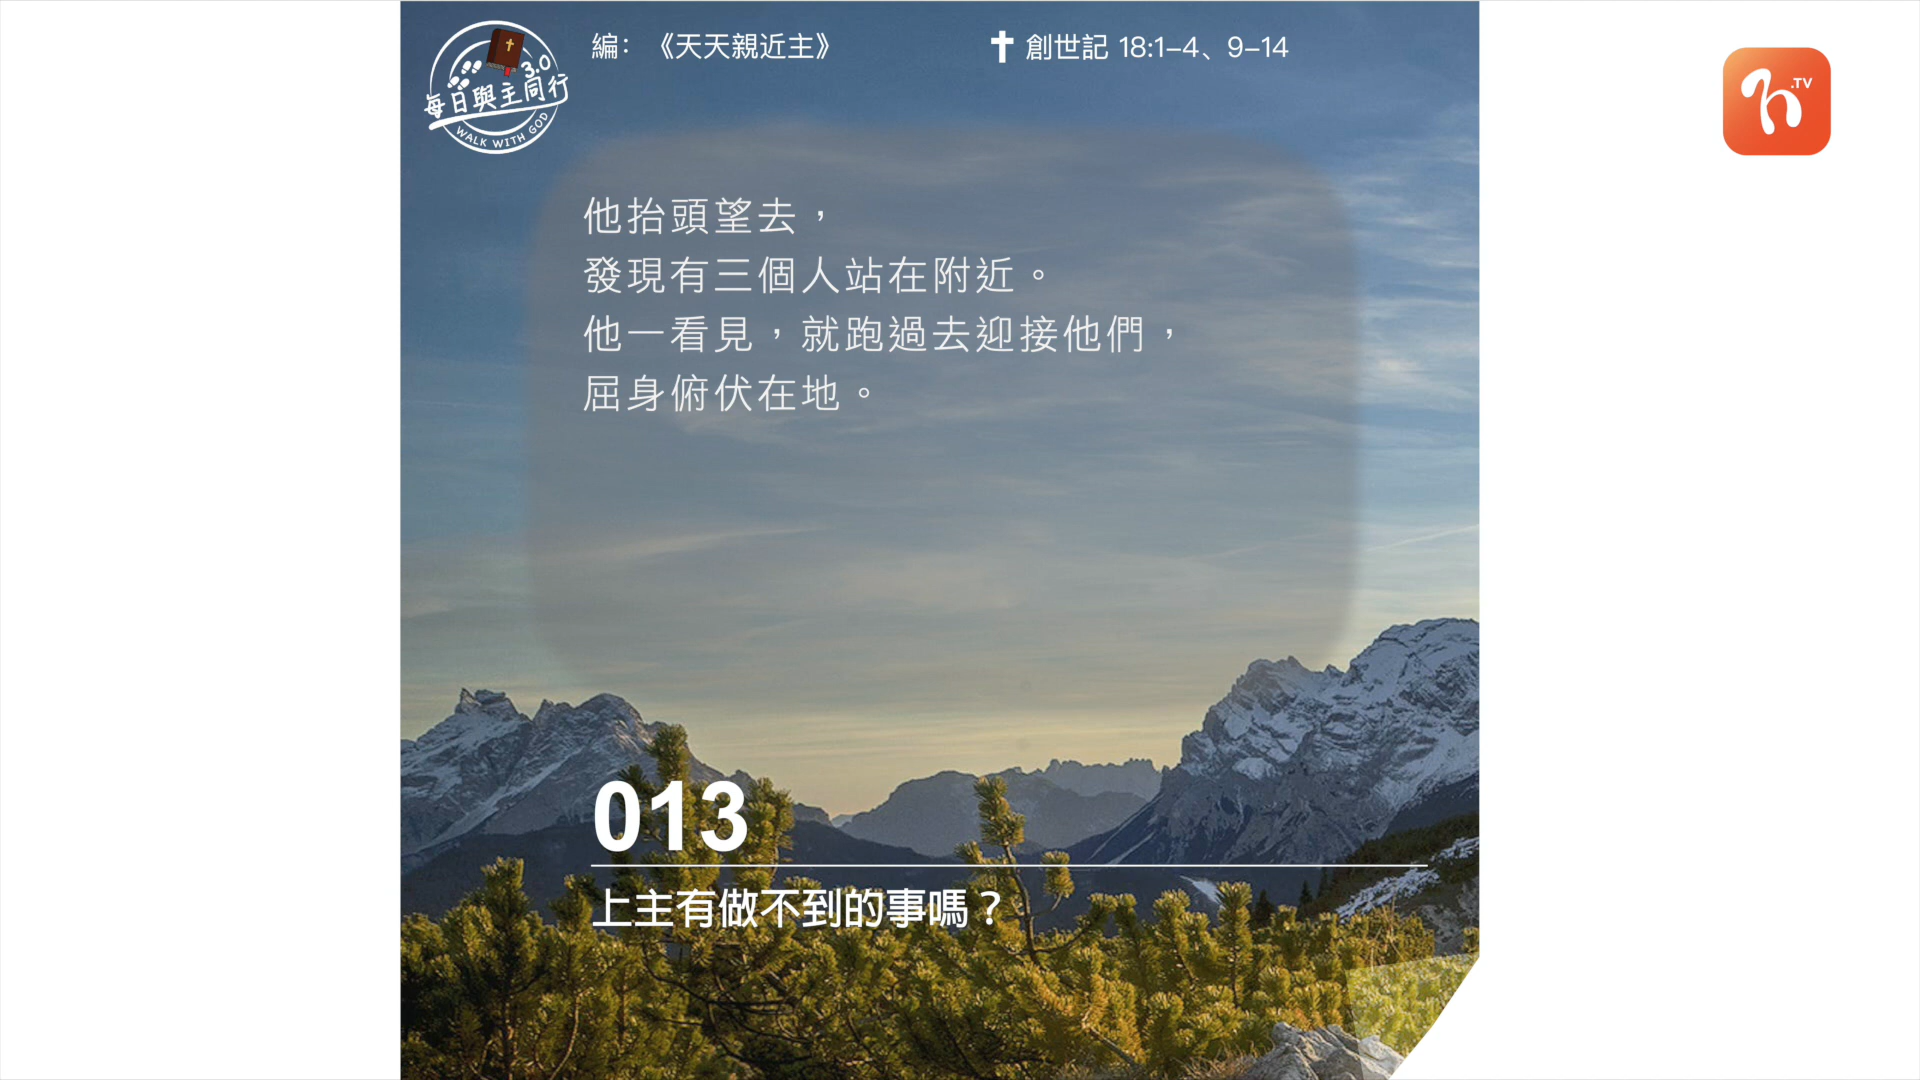 每日與主同行
3.0
WALK WITH GOD
編：《天天親近主》
創世記 18:1-4、9-14
.TV
他抬頭望去，
發現有三個人站在附近。
他一看見，就跑過去迎接他們，
屈身俯伏在地。
013
上主有做不到的事嗎？